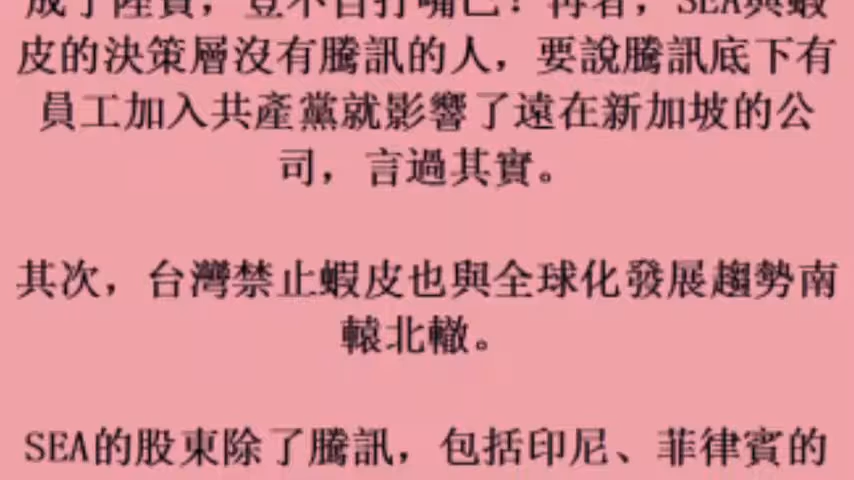 成了陸資，豈不自打嘴巴？再者，SEA與蝦
皮的決策層沒有騰訊的人，要說騰訊底下有
員工加入共產黨就影響了遠在新加坡的公
司，言過其實。
其次，台灣禁止蝦皮也與全球化發展趨勢南
轅北轍。
SEA的股東除了騰訊，包括印尼、菲律賓的